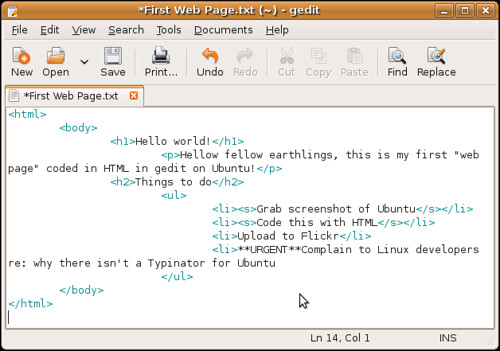 *First Web Page.txt (~) - gedit
File Edit View Search Tools Documents Help
New Open Save Print... Undo Redo Cut Copy Paste Find Replace
*First Web Page.txt
<html>
<body>
<h1>Hello world!</h1>
<p>Hellow fellow earthlings, this is my first "web
page" coded in HTML in gedit on Ubuntu!</p>
<h2>Things to do</h2>
<ul>
<li><s>Grab screenshot of Ubuntu</s></li>
<li><s>Code this with HTML</s></li>
<li>Upload to Flickr</li>
<li>**URGENT**Complain to Linux developers
re: why there isn't a Typinator for Ubuntu
</ul>
</body>
</html>
Ln 14, Col 1 INS